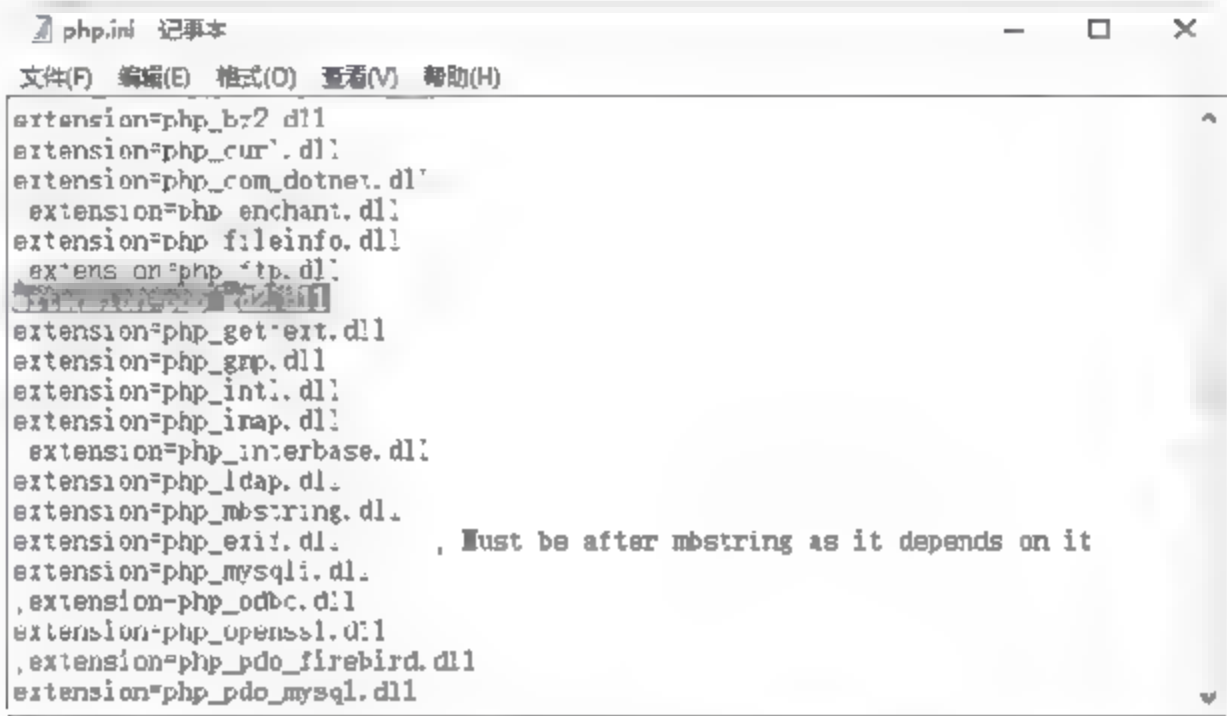 php.ini 记事本
文件(F) 编辑(E) 格式(O) 查看(V) 帮助(H)
extension=php_bz2.dll
extension=php_curl.dll
extension=php_com_dotnet.dll
extension=php_enchant.dll
extension=php_fileinfo.dll
extension=php_ftp.dll
extension=php_gd2.dll
extension=php_gettext.dll
extension=php_gmp.dll
extension=php_intl.dll
extension=php_imap.dll
extension=php_interbase.dll
extension=php_ldap.dll
extension=php_mbstring.dll
extension=php_exif.dll ; Must be after mbstring as it depends on it
extension=php_mysqli.dll
;extension=php_odbc.dll
extension=php_openssl.dll
;extension=php_pdo_firebird.dll
extension=php_pdo_mysql.dll